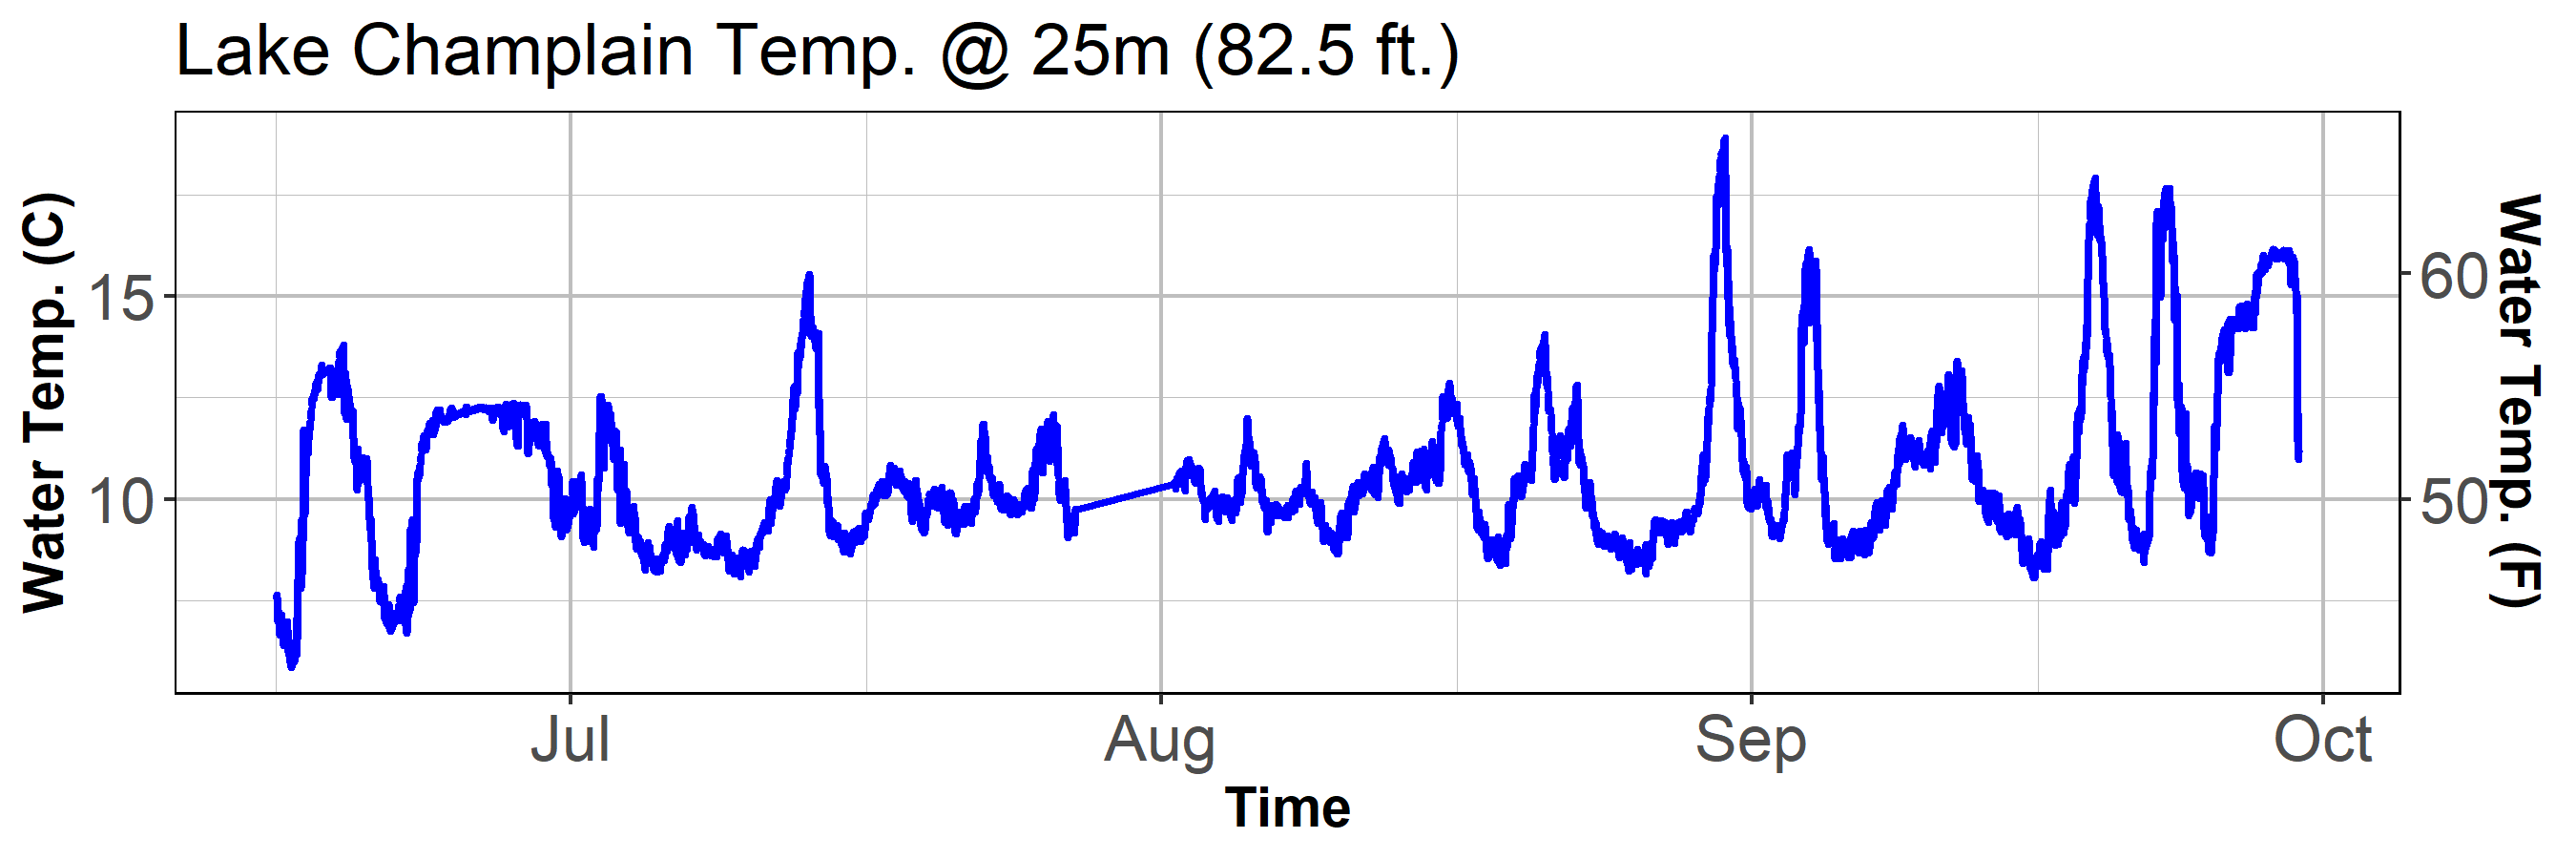 Lake Champlain Temp. @ 25m (82.5 ft.)
Water Temp. (C)
15
10
60
50
Water Temp. (F)
Jul Aug Sep Oct
Time